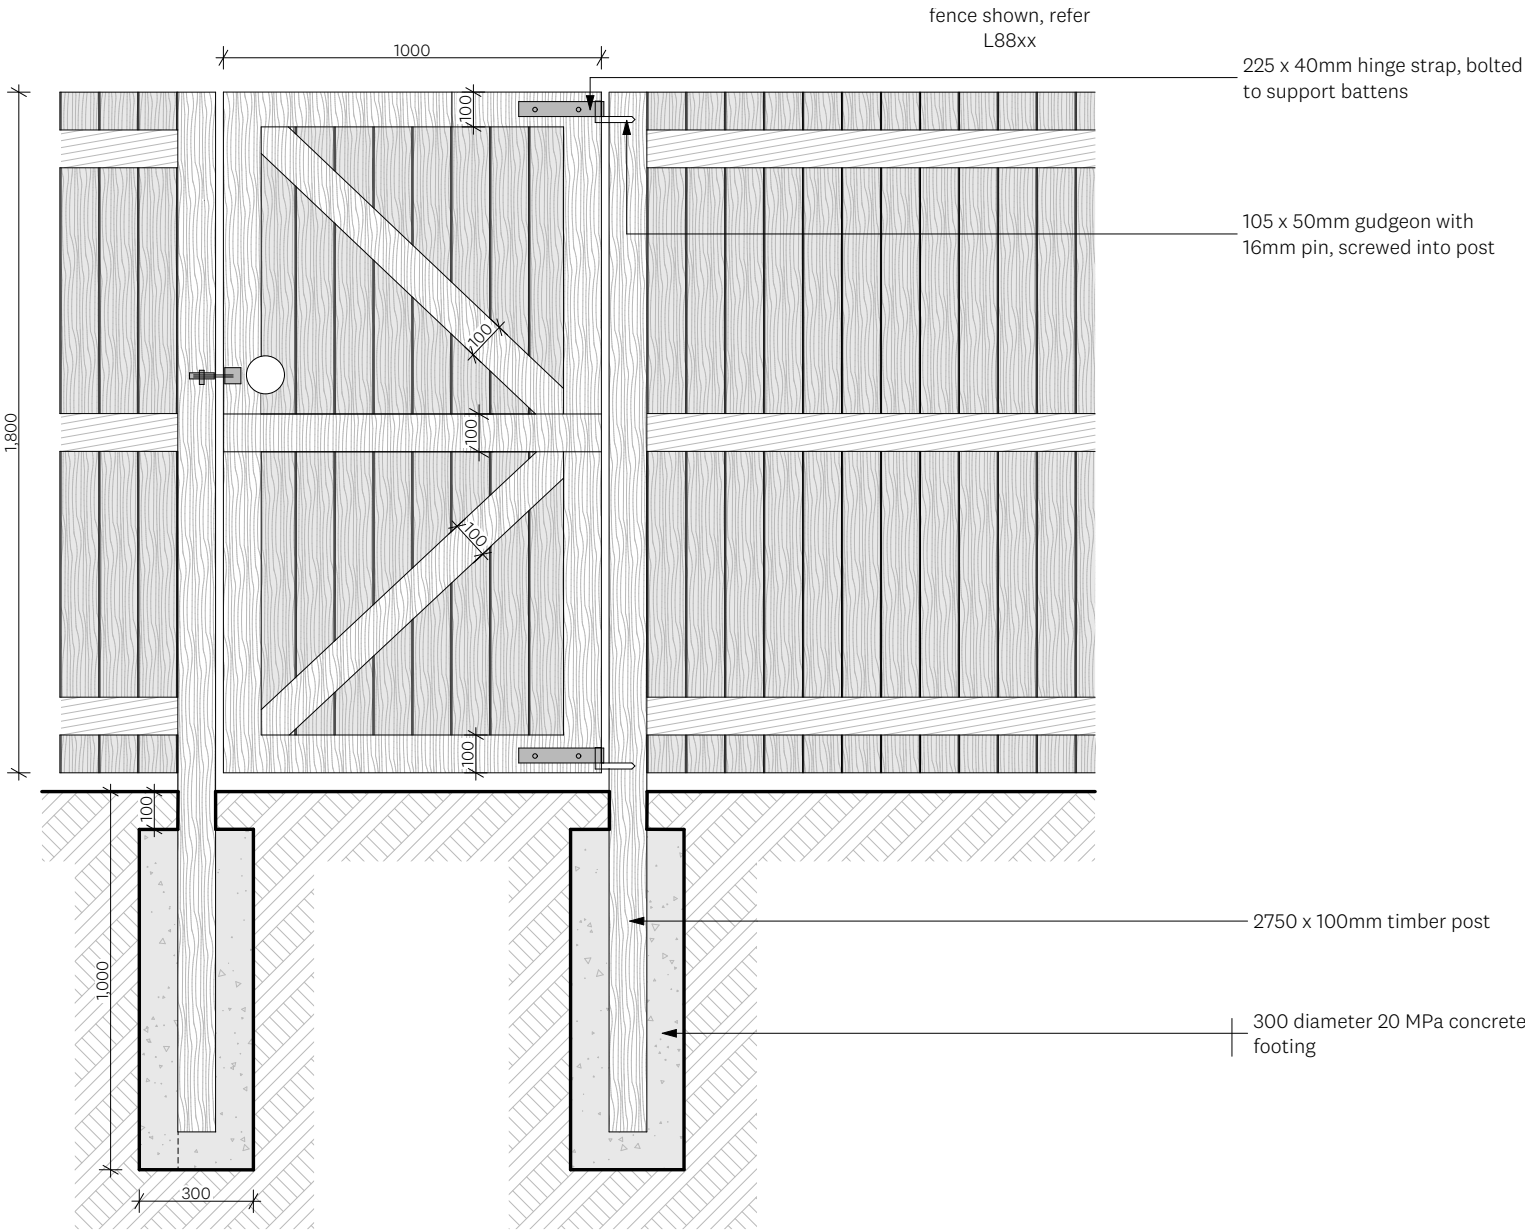 fence shown, refer
L88xx
1000
225 x 40mm hinge strap, bolted
to support battens
100
105 x 50mm gudgeon with
16mm pin, screwed into post
100
1,800
100
100
100
100
1,000
2750 x 100mm timber post
300 diameter 20 MPa concrete
footing
300